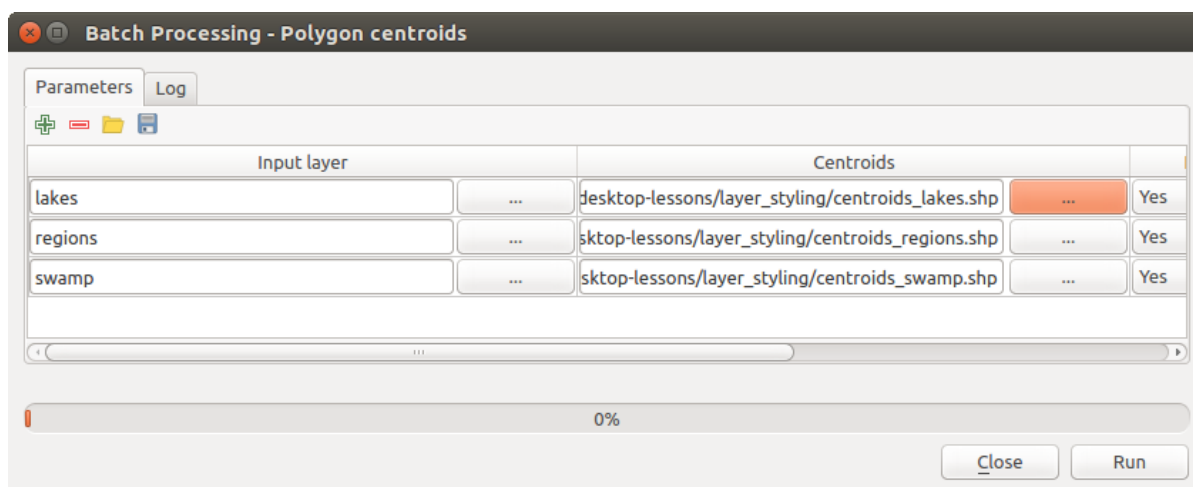 Batch Processing - Polygon centroids
Parameters Log
Input layer Centroids
lakes ... desktop-lessons/layer_styling/centroids_lakes.shp ... Yes
regions ... sktop-lessons/layer_styling/centroids_regions.shp ... Yes
swamp ... sktop-lessons/layer_styling/centroids_swamp.shp ... Yes
0%
Close Run